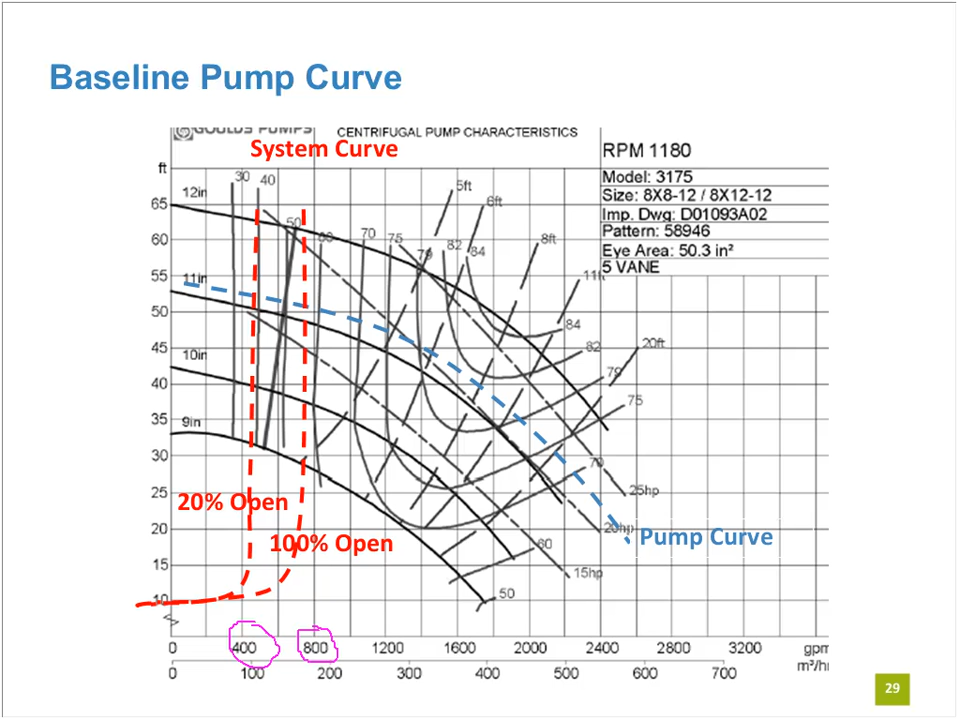 Baseline Pump Curve
GOULDS PUMPS
CENTRIFUGAL PUMP CHARACTERISTICS
System Curve
RPM 1180
Model: 3175
Size: 8X8-12 / 8X12-12
Imp. Dwg: D01093A02
Pattern: 58946
Eye Area: 50.3 in²
5 VANE
ft
30 40
5ft
12in
6ft
65
50 60 70 75 79 82 84
8ft
60
55
11in
11ft
50
84
45
82
20ft
10in
40
79
75
35
9in
30
70
25
25hp
20% Open
20
20hp
Pump Curve
100% Open
60
15
15hp
10
50
0 400 800 1200 1600 2000 2400 2800 3200 gpm
0 100 200 300 400 500 600 700 m³/hr
29